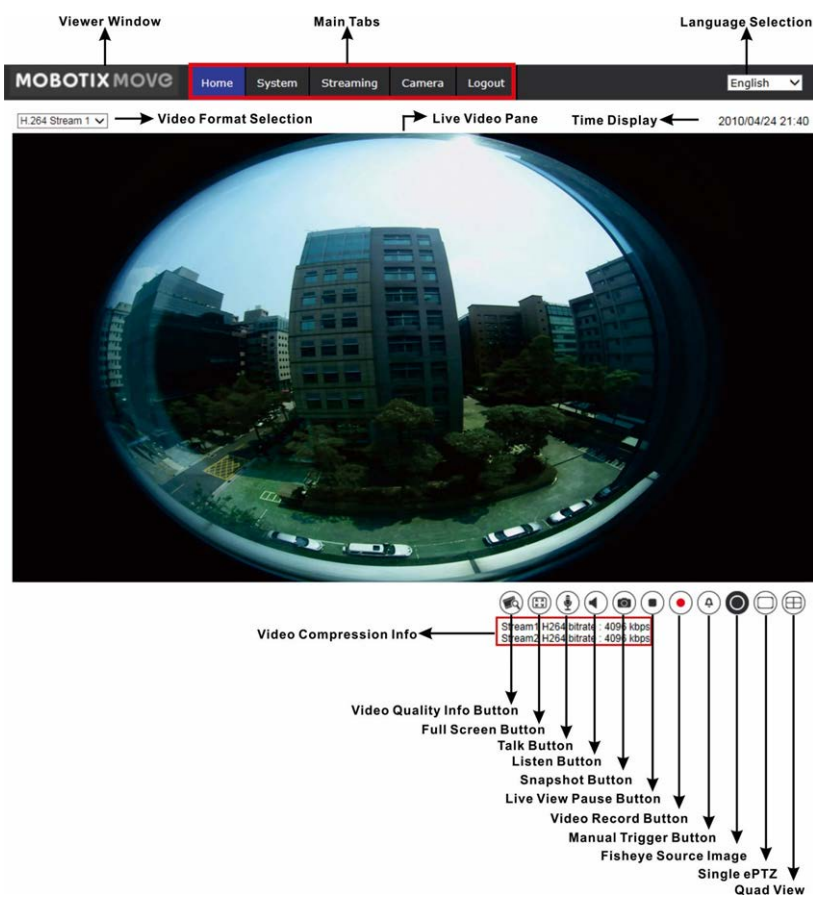 Viewer Window Main Tabs Language Selection
MOBOTIX MOVE Home System Streaming Camera Logout English
H.264 Stream 1 Video Format Selection Live Video Pane Time Display 2010/04/24 21:40
Video Compression Info
Stream1 H264 bitrate : 4096 kbps
Stream2 H264 bitrate : 4096 kbps
Video Quality Info Button
Full Screen Button
Talk Button
Listen Button
Snapshot Button
Live View Pause Button
Video Record Button
Manual Trigger Button
Fisheye Source Image
Single ePTZ
Quad View